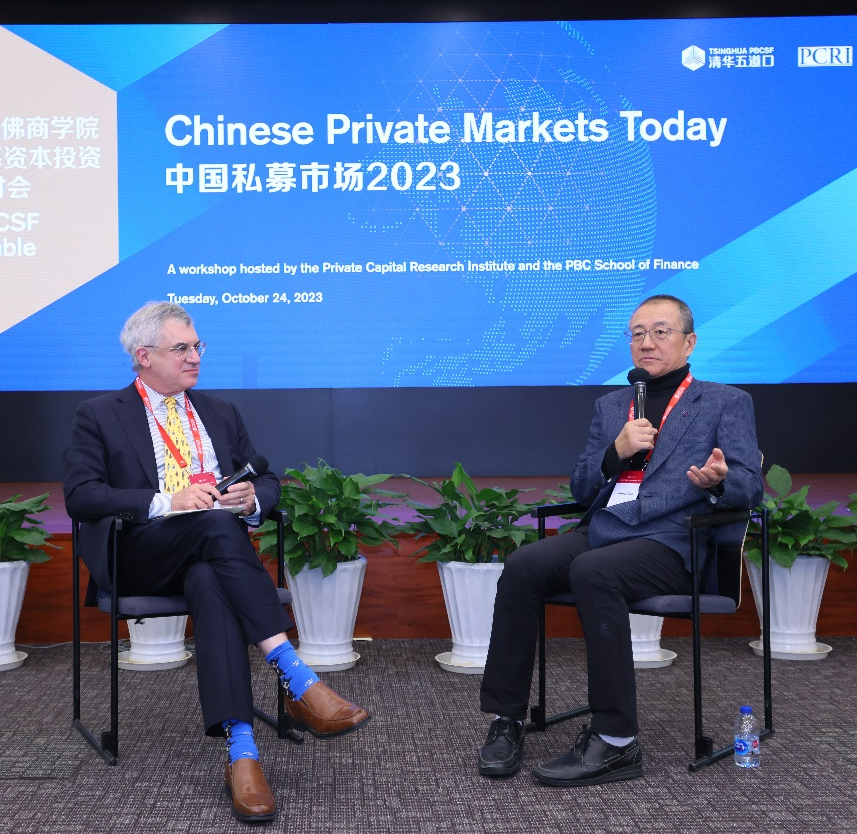 TSINGHUA PBCSF
清华五道口
PCRI
佛商学院
资本投资
会
CSF
ble
Chinese Private Markets Today
中国私募市场2023
A workshop hosted by the Private Capital Research Institute and the PBC School of Finance
Tuesday, October 24, 2023